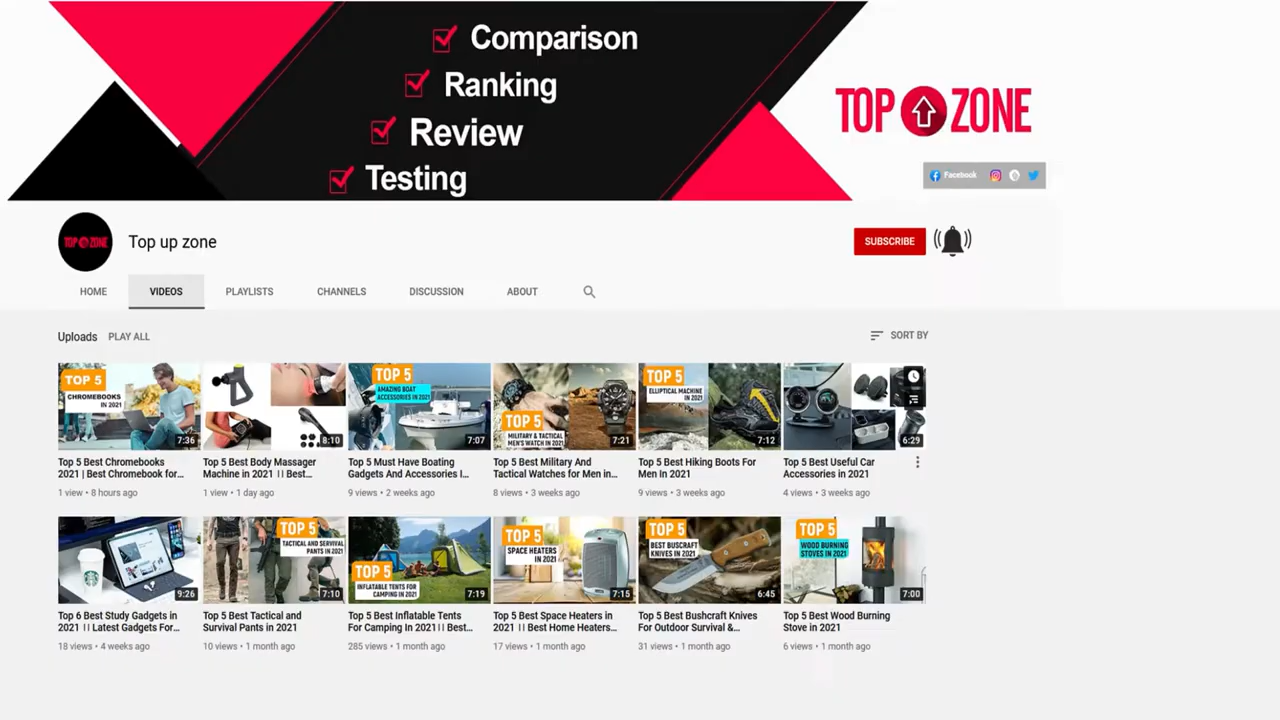 Comparison
Ranking
Review
Testing
TOP ZONE
Facebook
TOP ZONE
Top up zone
SUBSCRIBE
HOME
VIDEOS
PLAYLISTS
CHANNELS
DISCUSSION
ABOUT
Uploads
PLAY ALL
SORT BY
TOP 5
CHROMEBOOKS
IN 2021
7:36
8:10
TOP 5
AMAZING BOAT
ACCESSORIES IN 2021
7:07
TOP 5
MILITARY & TACTICAL
MEN'S WATCH IN 2021
7:21
TOP 5
ELLIPTICAL MACHINE
IN 2021
7:12
6:29
Top 5 Best Chromebooks
2021 | Best Chromebook for...
1 view • 8 hours ago
Top 5 Best Body Massager
Machine in 2021 || Best...
1 view • 1 day ago
Top 5 Must Have Boating
Gadgets And Accessories I...
9 views • 2 weeks ago
Top 5 Best Military And
Tactical Watches for Men in...
8 views • 3 weeks ago
Top 5 Best Hiking Boots For
Men In 2021
9 views • 3 weeks ago
Top 5 Best Useful Car
Accessories in 2021
4 views • 3 weeks ago
9:26
TOP 5
TACTICAL AND SURVIVAL
PANTS IN 2021
7:10
TOP 5
INFLATABLE TENTS FOR
CAMPING IN 2021
7:19
TOP 5
SPACE HEATERS
IN 2021
7:15
TOP 5
BEST BUSCRAFT
KNIVES IN 2021
6:45
TOP 5
WOOD BURNING
STOVES IN 2021
7:00
Top 6 Best Study Gadgets in
2021 || Latest Gadgets For...
18 views • 4 weeks ago
Top 5 Best Tactical and
Survival Pants in 2021
10 views • 1 month ago
Top 5 Best Inflatable Tents
For Camping In 2021|| Best...
285 views • 1 month ago
Top 5 Best Space Heaters in
2021 || Best Home Heaters...
17 views • 1 month ago
Top 5 Best Bushcraft Knives
For Outdoor Survival &...
31 views • 1 month ago
Top 5 Best Wood Burning
Stove in 2021
6 views • 1 month ago